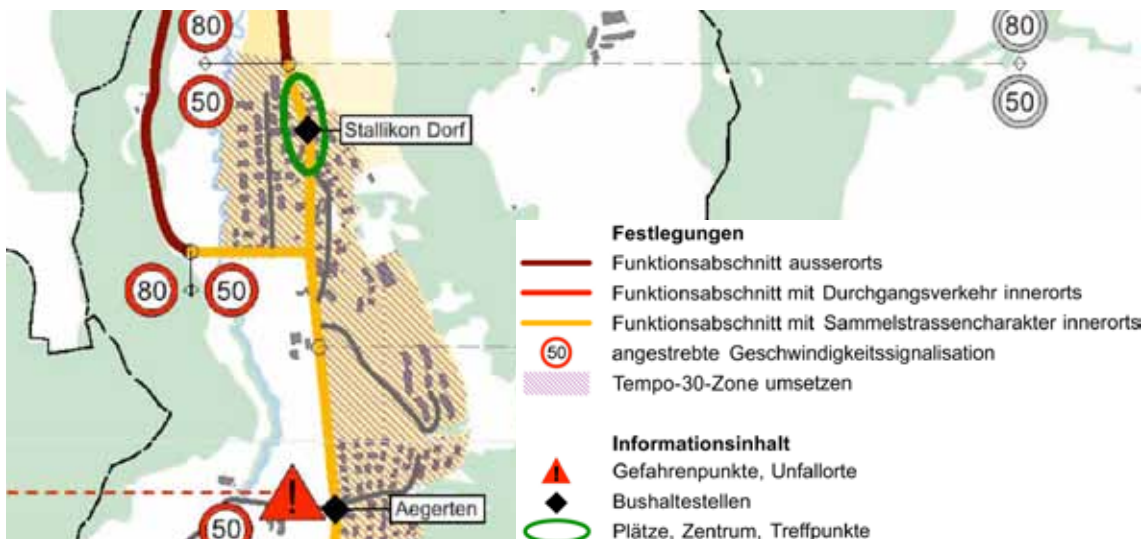 80
80
50
50
Stallikon Dorf
80 50
Festlegungen
Funktionsabschnitt ausserorts
Funktionsabschnitt mit Durchgangsverkehr innerorts
Funktionsabschnitt mit Sammelstrassencharakter innerorts
50 angestrebte Geschwindigkeitssignalisation
Tempo-30-Zone umsetzen
Informationsinhalt
! Gefahrenpunkte, Unfallorte
Bushaltestellen
Plätze, Zentrum, Treffpunkte
!
Aegerten
50